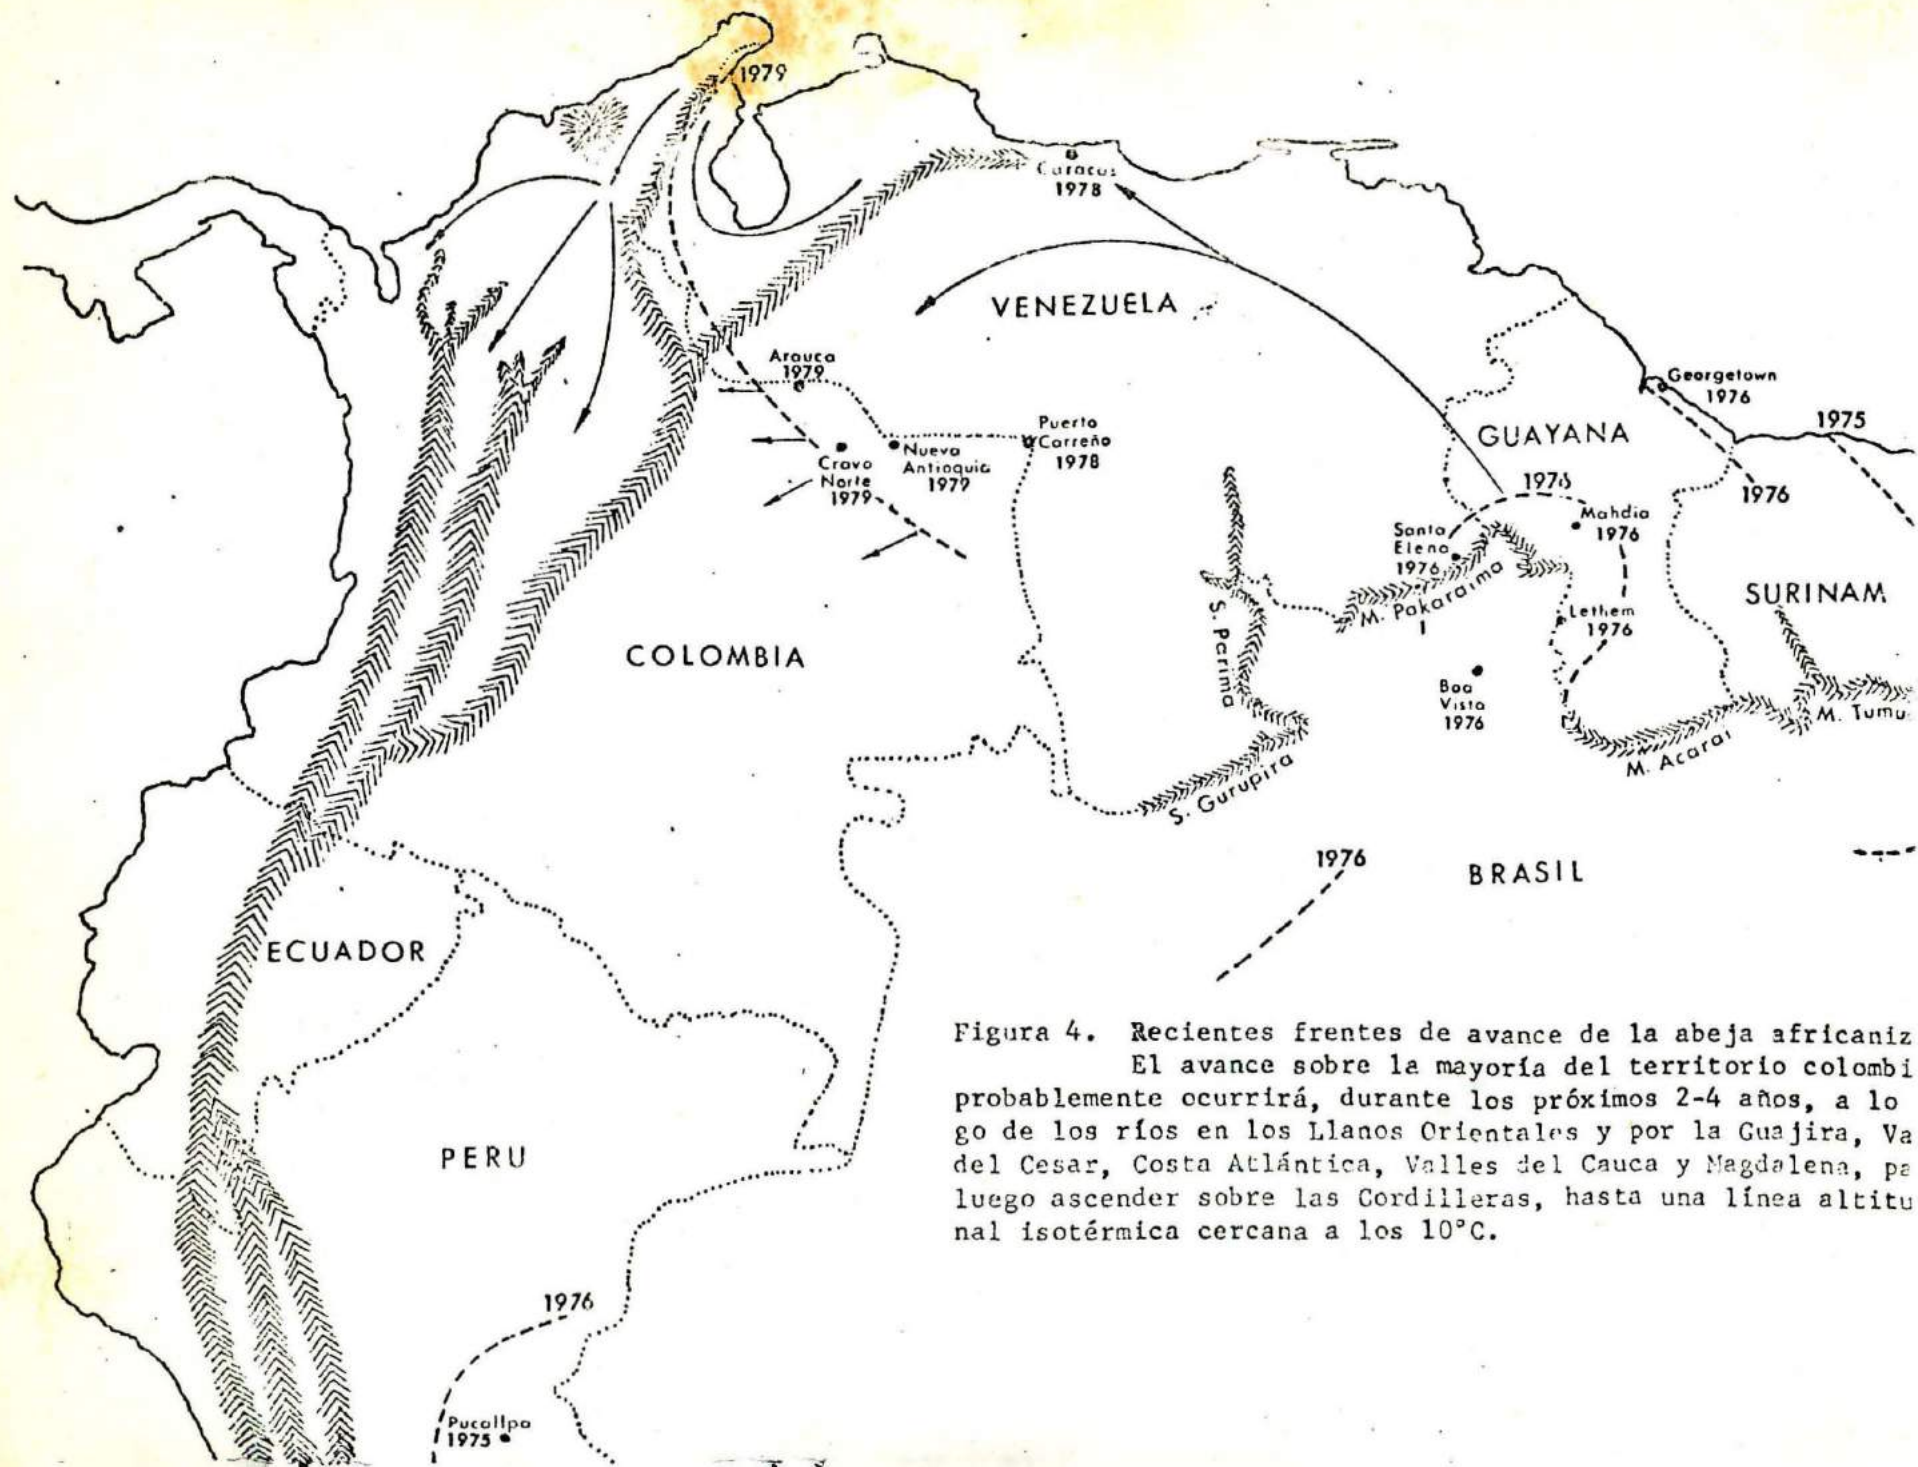 1979
Caracas
1978
VENEZUELA
Arauca
1979
Georgetown
1976
1975
Puerto
Carreño
1978
GUAYANA
Nueva
Antioquia
1979
Cravo
Norte
1979
1976
Mahdia
1976
Santa
Elena
1976
M. Pakaraima
SURINAM
Lethem
1976
S. Parima
COLOMBIA
Boa
Vista
1976
M. Tumu
M. Acarai
S. Gurupira
1976
BRASIL
ECUADOR
PERU
1976
Pucallpa
1975
Figura 4. Recientes frentes de avance de la abeja africaniz
El avance sobre la mayoría del territorio colombi
probablemente ocurrirá, durante los próximos 2-4 años, a lo
go de los ríos en los Llanos Orientales y por la Guajira, Va
del Cesar, Costa Atlántica, Valles del Cauca y Magdalena, pa
luego ascender sobre las Cordilleras, hasta una línea altitu
nal isotérmica cercana a los 10°C.